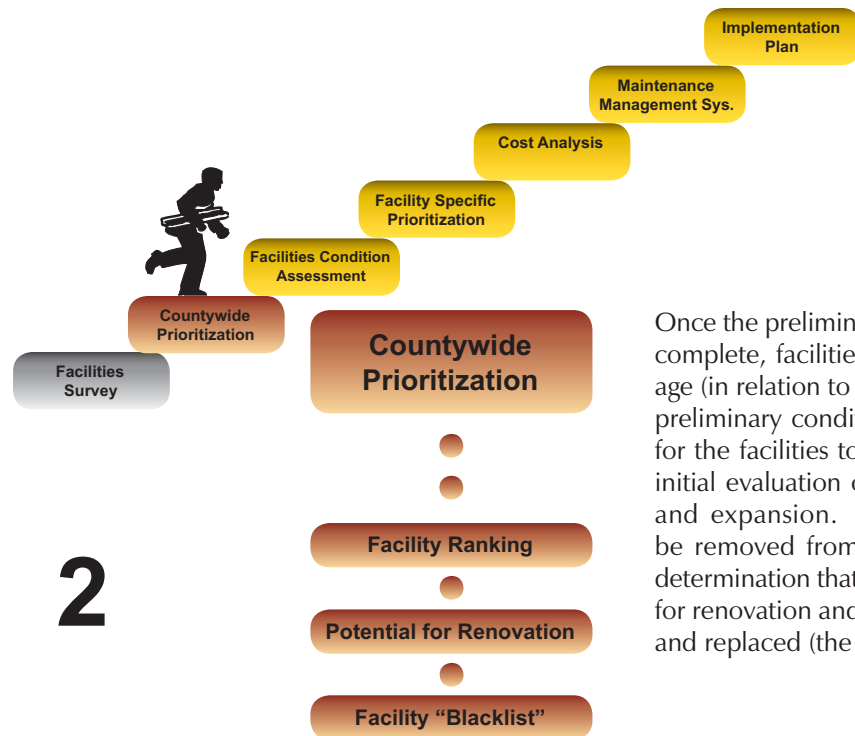 Implementation
Plan
Maintenance
Management Sys.
Cost Analysis
Facility Specific
Prioritization
Facilities Condition
Assessment
Countywide
Prioritization
Facilities
Survey
Countywide
Prioritization
Facility Ranking
Potential for Renovation
Facility “Blacklist”
2
Once the prelimin
complete, facilitie
age (in relation to
preliminary condi
for the facilities to
initial evaluation
and expansion.
be removed from
determination that
for renovation and
and replaced (the